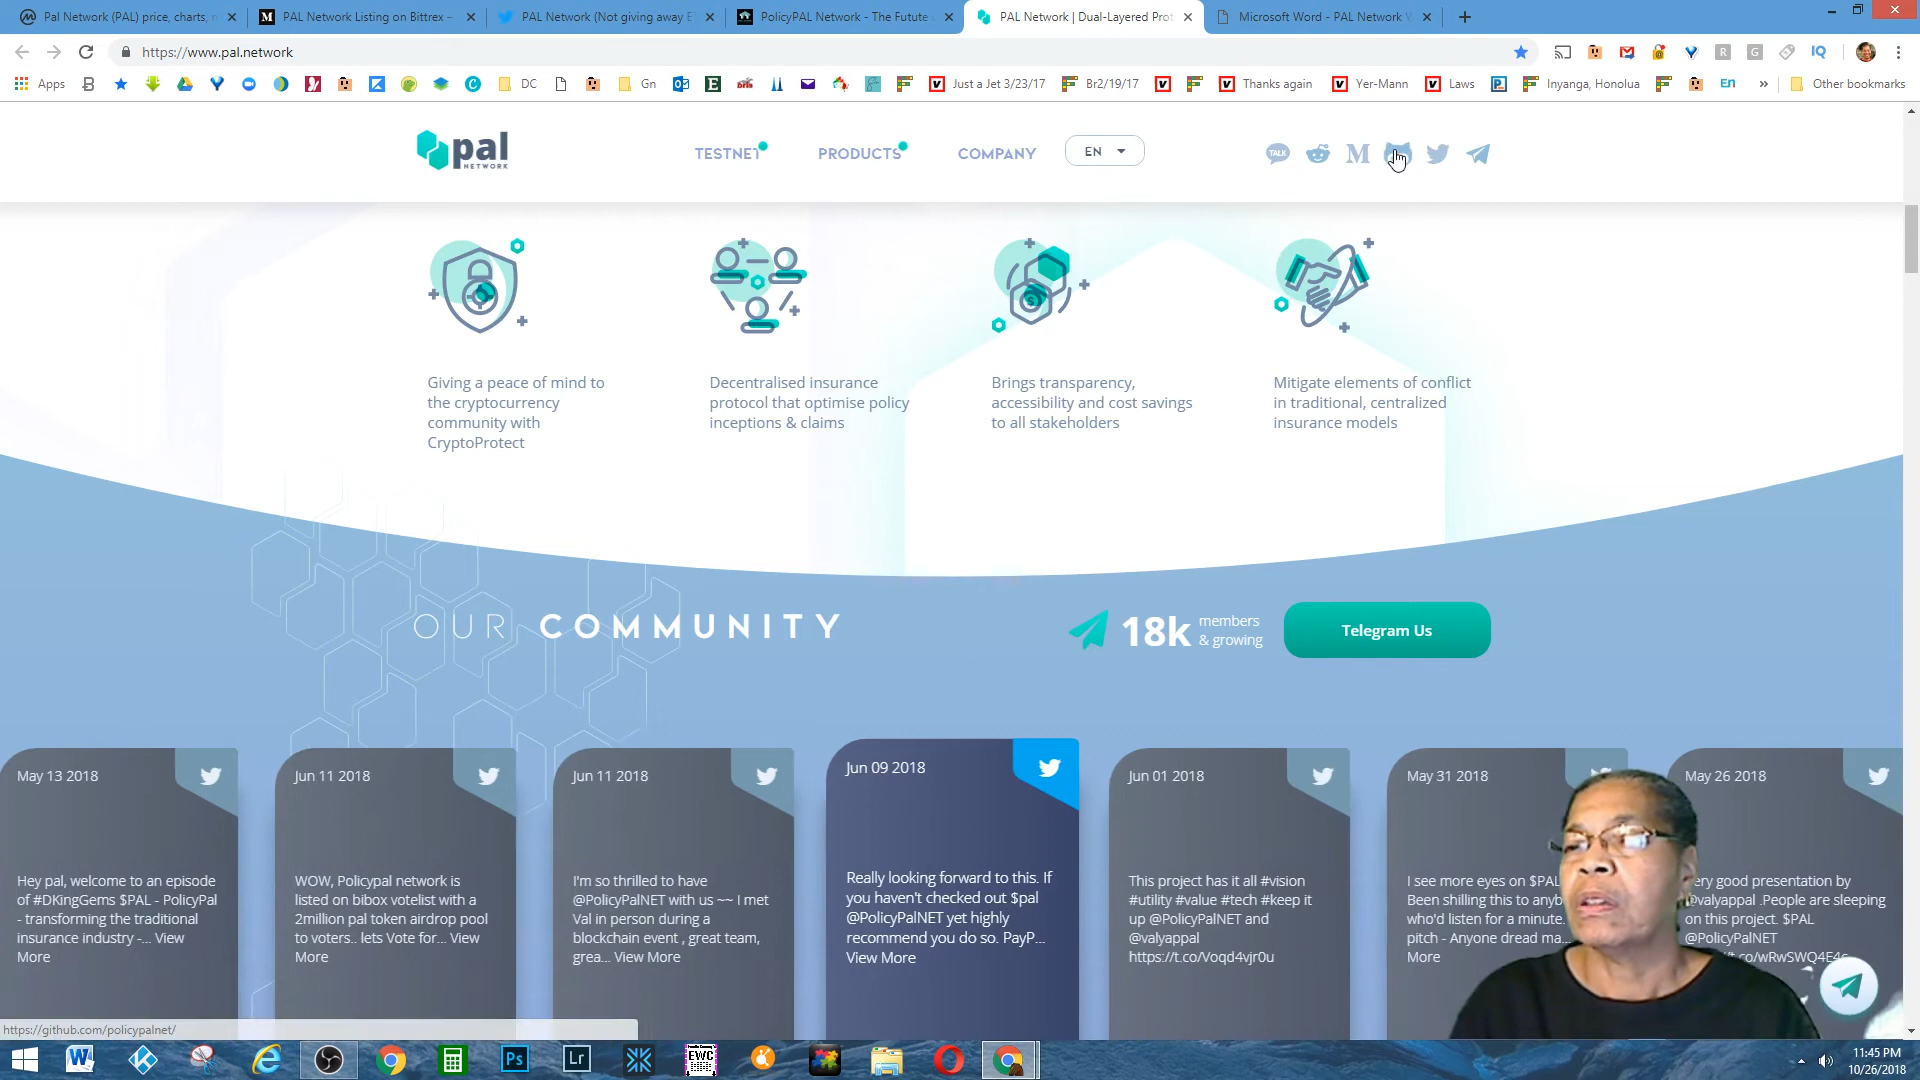 Pal Network (PAL) price, charts, m
PAL Network Listing on Bittrex –
PAL Network (Not giving away E
PolicyPAL Network - The Futute
PAL Network | Dual-Layered Prot
Microsoft Word - PAL Network W
https://www.pal.network
Apps
DC
Gn
Just a Jet 3/23/17
Br2/19/17
Thanks again
Yer-Mann
Laws
Inyanga, Honolua
En
»
Other bookmarks
pal
NETWORK
TESTNET
PRODUCTS
COMPANY
EN
TALK
Giving a peace of mind to
the cryptocurrency
community with
CryptoProtect
Decentralised insurance
protocol that optimise policy
inceptions & claims
Brings transparency,
accessibility and cost savings
to all stakeholders
Mitigate elements of conflict
in traditional, centralized
insurance models
OUR COMMUNITY
18k members
& growing
Telegram Us
May 13 2018
Hey pal, welcome to an episode
of #DKingGems $PAL - PolicyPal
- transforming the traditional
insurance industry -... View
More
Jun 11 2018
WOW, Policypal network is
listed on bibox votelist with a
2million pal token airdrop pool
to voters.. lets Vote for... View
More
Jun 11 2018
I'm so thrilled to have
@PolicyPalNET with us ~~ I met
Val in person during a
blockchain event , great team,
grea... View More
Jun 09 2018
Really looking forward to this. If
you haven't checked out $pal
@PolicyPalNET yet highly
recommend you do so. PayP...
View More
Jun 01 2018
This project has it all #vision
#utility #value #tech #keep it
up @PolicyPalNET and
@valyappal
https://t.co/Voqd4vjr0u
May 31 2018
I see more eyes on $PAL
Been shilling this to anyb
who'd listen for a minute.
pitch - Anyone dread ma...
More
May 26 2018
ery good presentation by
@valyappal .People are sleeping
on this project. $PAL
@PolicyPalNET
t.co/wRwSWQ4E4c
https://github.com/policypalnet/
EWC
Ps
Lr
11:45 PM
10/26/2018